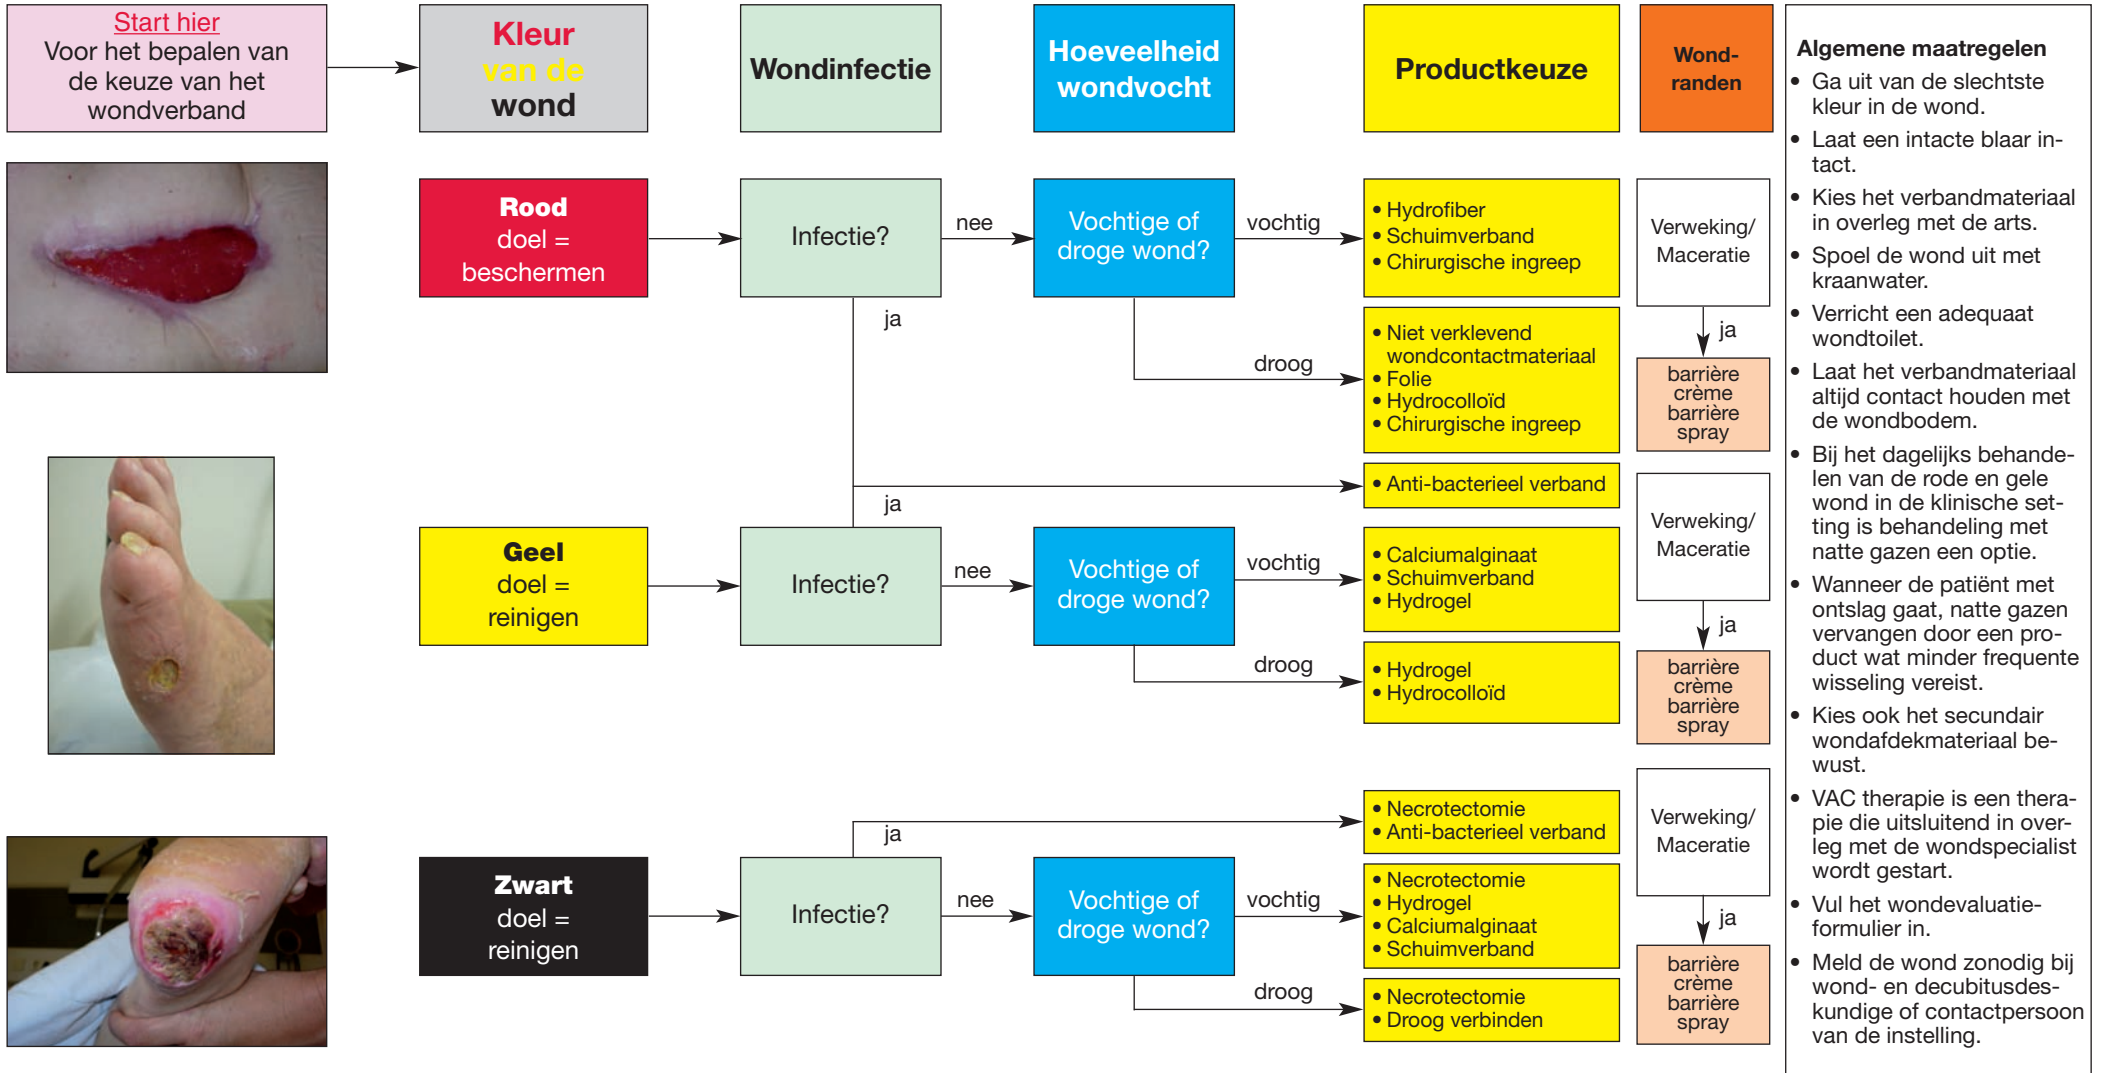 Start hier
Voor het bepalen van
de keuze van het
wondverband
Kleur
van de
wond
Wondinfectie
Hoeveelheid
wondvocht
Productkeuze
Wond-
randen
Rood
doel =
beschermen
Infectie?
nee
ja
Vochtige of
droge wond?
vochtig
droog
• Hydrofiber
• Schuimverband
• Chirurgische ingreep
• Niet verklevend
wondcontactmateriaal
• Folie
• Hydrocolloïd
• Chirurgische ingreep
Verweking/
Maceratie
ja
barrière
crème
barrière
spray
• Anti-bacterieel verband
ja
Geel
doel =
reinigen
Infectie?
nee
Vochtige of
droge wond?
vochtig
droog
• Calciumalginaat
• Schuimverband
• Hydrogel
• Hydrogel
• Hydrocolloïd
Verweking/
Maceratie
ja
barrière
crème
barrière
spray
Zwart
doel =
reinigen
Infectie?
ja
nee
Vochtige of
droge wond?
vochtig
droog
• Necrotectomie
• Anti-bacterieel verband
• Necrotectomie
• Hydrogel
• Calciumalginaat
• Schuimverband
• Necrotectomie
• Droog verbinden
Verweking/
Maceratie
ja
barrière
crème
barrière
spray
Algemene maatregelen
• Ga uit van de slechtste
kleur in de wond.
• Laat een intacte blaar in-
tact.
• Kies het verbandmateriaal
in overleg met de arts.
• Spoel de wond uit met
kraanwater.
• Verricht een adequaat
wondtoilet.
• Laat het verbandmateriaal
altijd contact houden met
de wondbodem.
• Bij het dagelijks behande-
len van de rode en gele
wond in de klinische set-
ting is behandeling met
natte gazen een optie.
• Wanneer de patiënt met
ontslag gaat, natte gazen
vervangen door een pro-
duct wat minder frequente
wisseling vereist.
• Kies ook het secundair
wondafdekmateriaal be-
wust.
• VAC therapie is een thera-
pie die uitsluitend in over-
leg met de wondspecialist
wordt gestart.
• Vul het wondevaluatie-
formulier in.
• Meld de wond zonodig bij
wond- en decubitusdes-
kundige of contactpersoon
van de instelling.